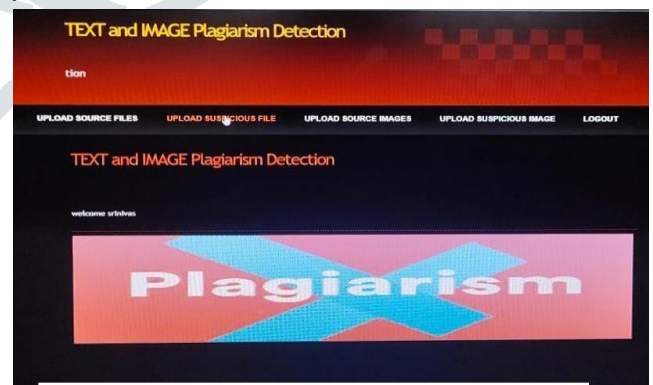 TEXT and IMAGE Plagiarism Detection
tion
UPLOAD SOURCE FILES UPLOAD SUSPICIOUS FILE UPLOAD SOURCE IMAGES UPLOAD SUSPICIOUS IMAGE LOGOUT
TEXT and IMAGE Plagiarism Detection
welcome srinivas
Plagiarism